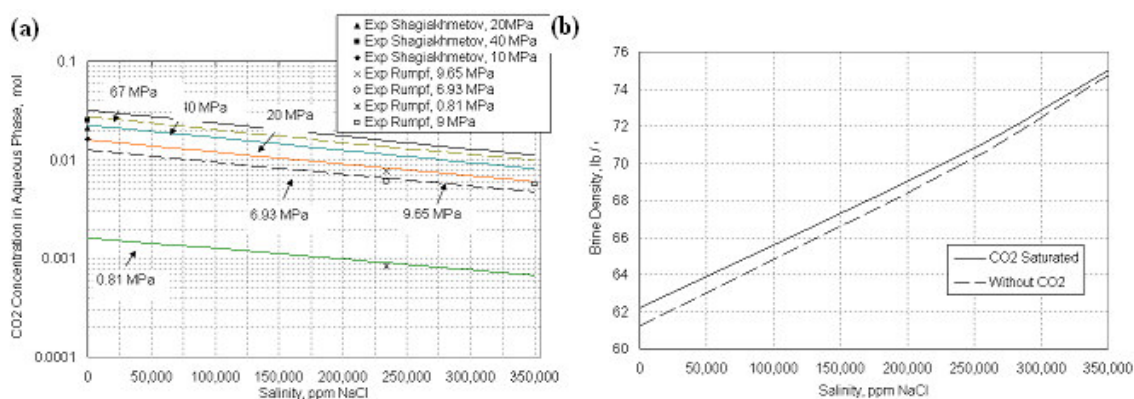 (a)
Exp Shagiakhmetov, 20MPa
Exp Shagiakhmetov, 40 MPa
Exp Shagiakhmetov, 10 MPa
Exp Rumpf, 9.65 MPa
Exp Rumpf, 6.93 MPa
Exp Rumpf, 0.81 MPa
Exp Rumpf, 9 MPa
CO2 Concentration in Aqueous Phase, mol
0.1
0.01
0.001
0.0001
67 MPa
20 MPa
6.93 MPa
9.65 MPa
0.81 MPa
0
50,000
100,000
150,000
200,000
250,000
300,000
350,000
Salinity, ppm NaCl
(b)
Brine Density, lb /
76
74
72
70
68
66
64
62
60
CO2 Saturated
Without CO2
0
50,000
100,000
150,000
200,000
250,000
300,000
350,000
Salinity, ppm NaCl